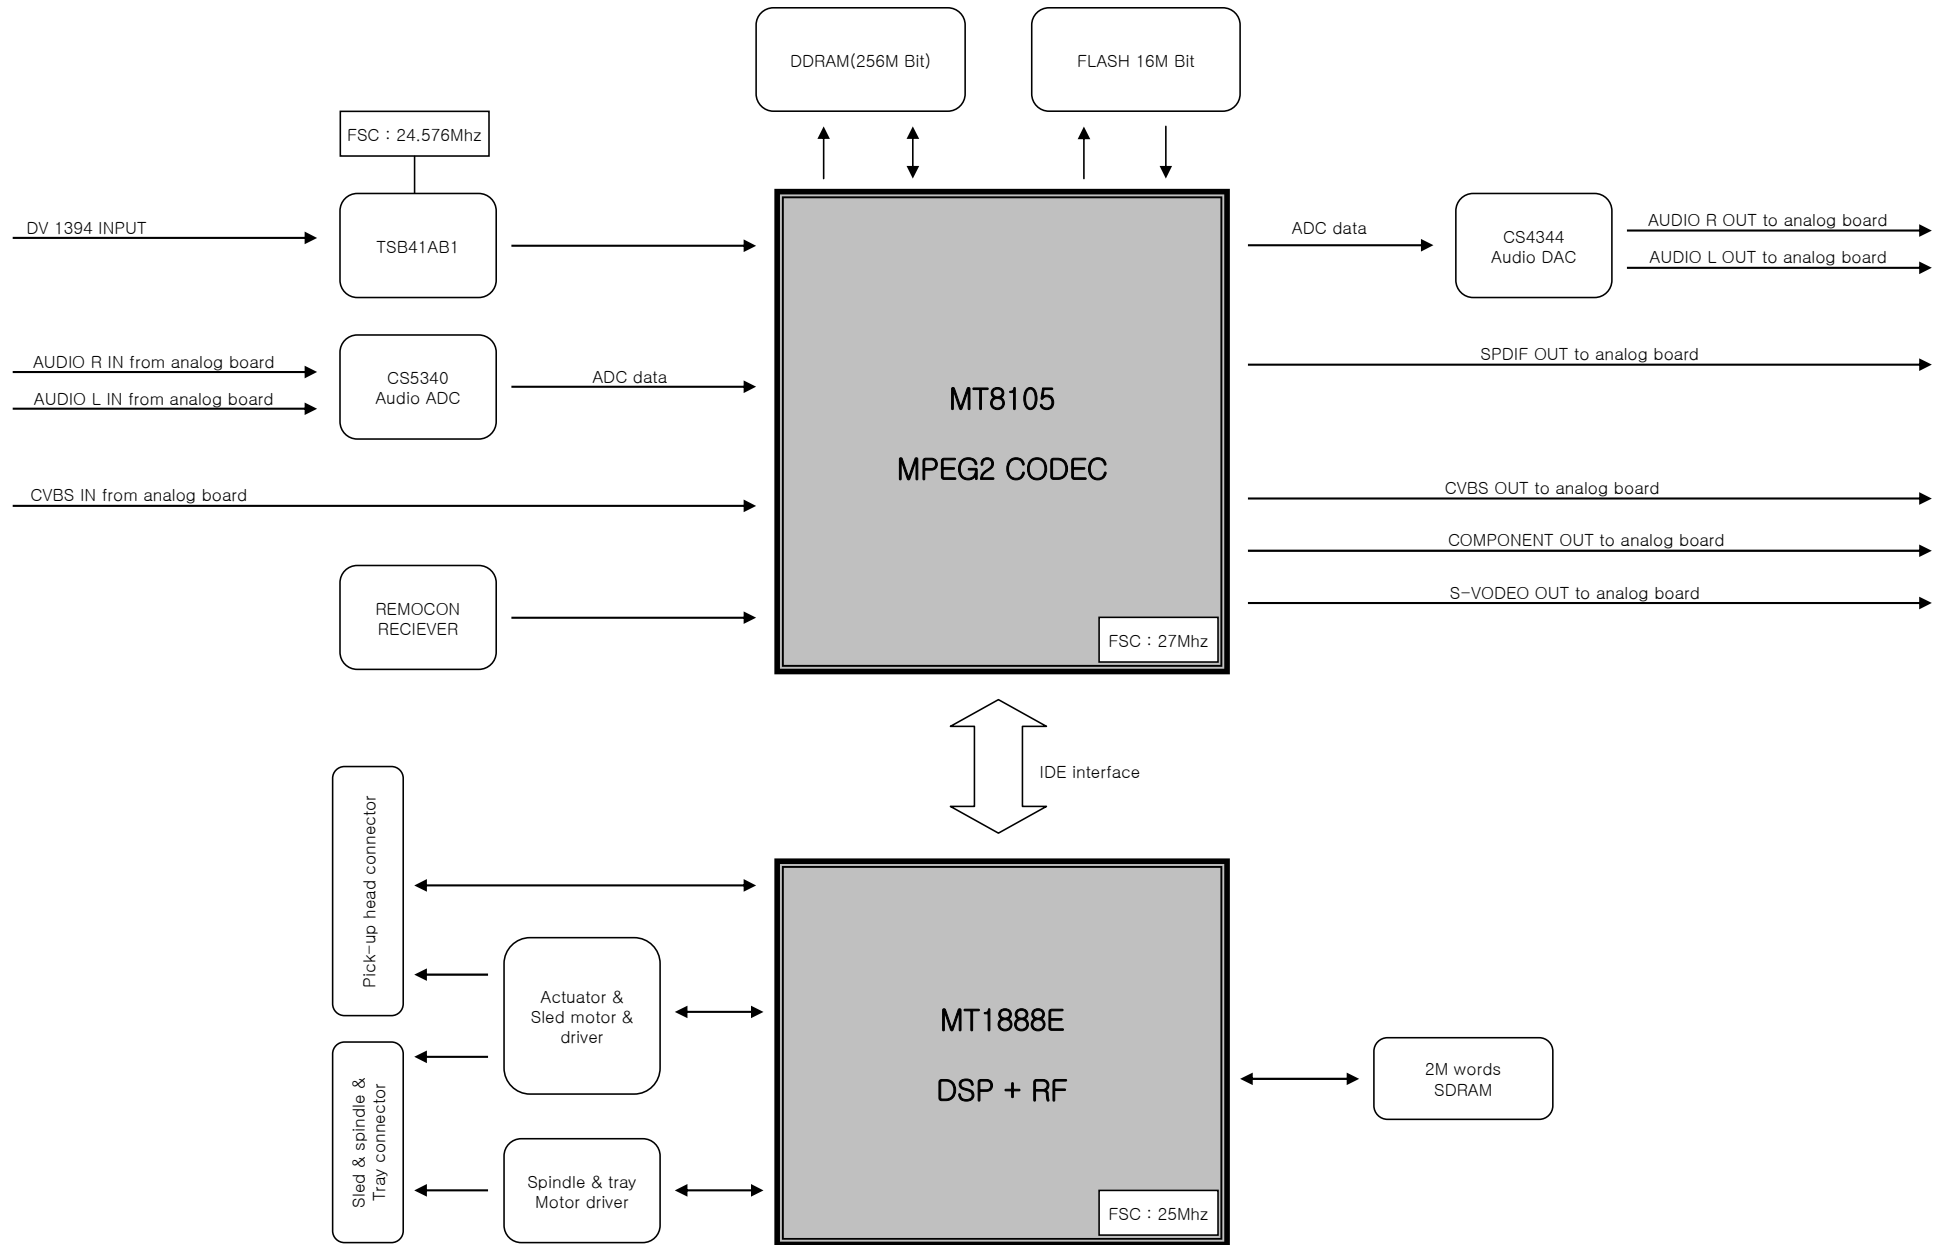 DDRAM(256M Bit)
FLASH 16M Bit
FSC : 24.576Mhz
DV 1394 INPUT
TSB41AB1
ADC data
CS4344
Audio DAC
AUDIO R OUT to analog board
AUDIO L OUT to analog board
AUDIO R IN from analog board
AUDIO L IN from analog board
CS5340
Audio ADC
ADC data
SPDIF OUT to analog board
MT8105
MPEG2 CODEC
CVBS IN from analog board
CVBS OUT to analog board
COMPONENT OUT to analog board
S-VODEO OUT to analog board
REMOCON
RECIEVER
FSC : 27Mhz
IDE interface
Pick-up head connector
Actuator &
Sled motor &
driver
MT1888E
DSP + RF
2M words
SDRAM
Sled & spindle &
Tray connector
Spindle & tray
Motor driver
FSC : 25Mhz